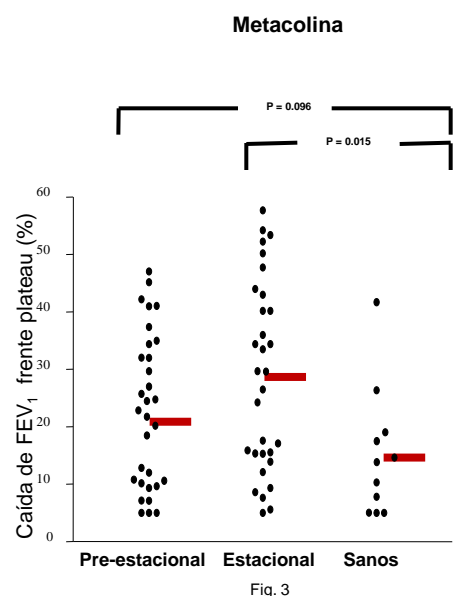 Metacolina
P = 0.096
P = 0.015
Caída de FEV1 frente plateau (%)
60
50
40
30
20
10
0
Pre-estacional Estacional Sanos
Fig. 3